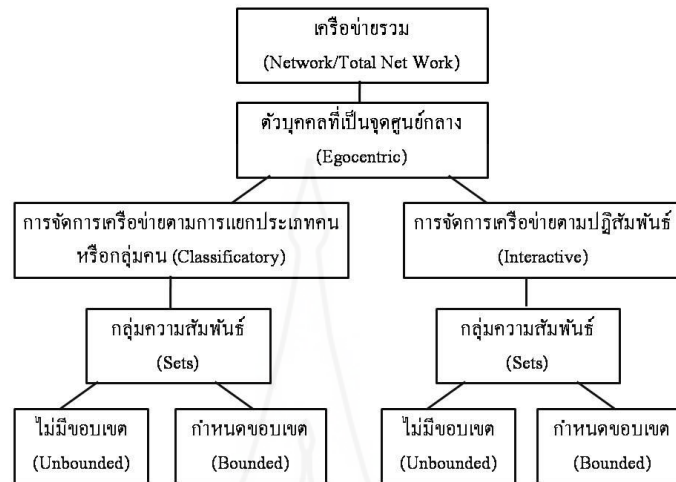 เครือข่ายรวม
(Network/Total Net Work)
ตัวบุคคลที่เป็นจุดศูนย์กลาง
(Egocentric)
การจัดการเครือข่ายตามการแยกประเภทคน
หรือกลุ่มคน (Classificatory)
การจัดการเครือข่ายตามปฏิสัมพันธ์
(Interactive)
กลุ่มความสัมพันธ์
(Sets)
กลุ่มความสัมพันธ์
(Sets)
ไม่มีขอบเขต
(Unbounded)
กำหนดขอบเขต
(Bounded)
ไม่มีขอบเขต
(Unbounded)
กำหนดขอบเขต
(Bounded)